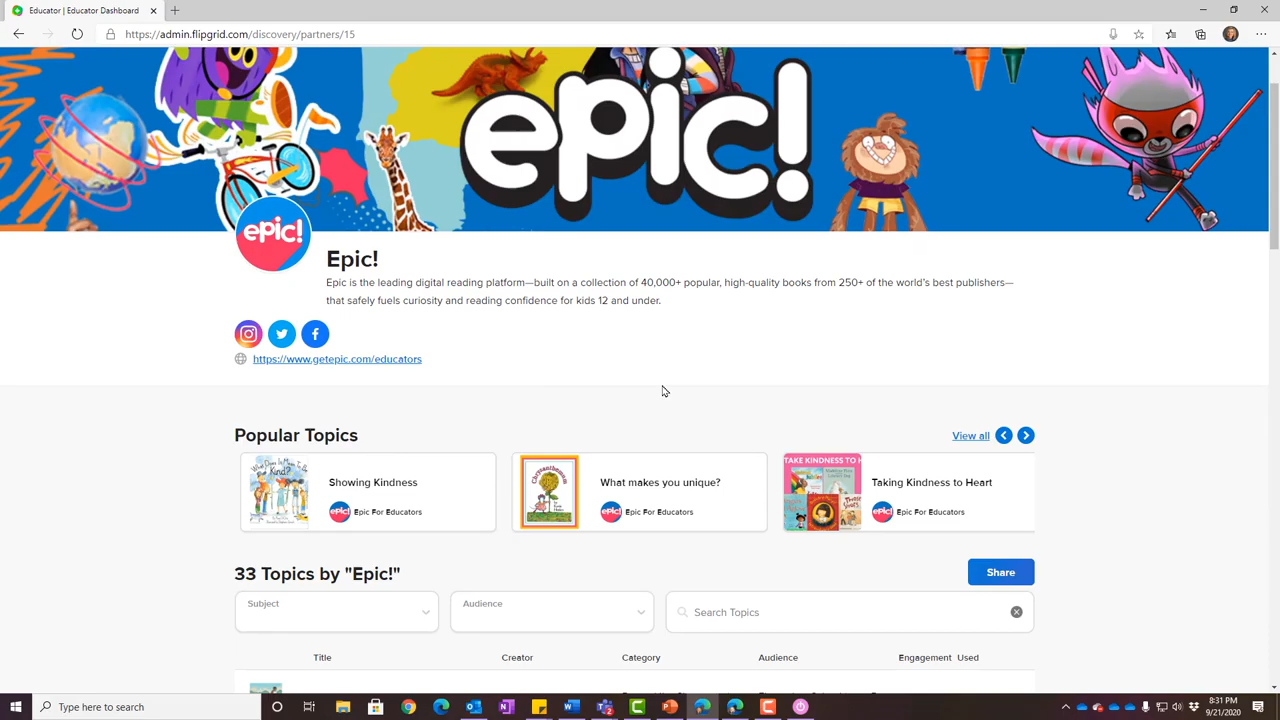 Educator | Educator Dashboard
https://admin.flipgrid.com/discovery/partners/15
epic!
epic!
Epic!
Epic is the leading digital reading platform—built on a collection of 40,000+ popular, high-quality books from 250+ of the world's best publishers—
that safely fuels curiosity and reading confidence for kids 12 and under.
https://www.getepic.com/educators
Popular Topics
View all
Showing Kindness
epic!
Epic For Educators
Chrysanthemum
What makes you unique?
epic!
Epic For Educators
TAKE KINDNESS TO H
Taking Kindness to Heart
epic!
Epic For Educators
33 Topics by "Epic!"
Share
Subject
Audience
Search Topics
Title
Creator
Category
Audience
Engagement
Used
Type here to search
8:31 PM
9/21/2020